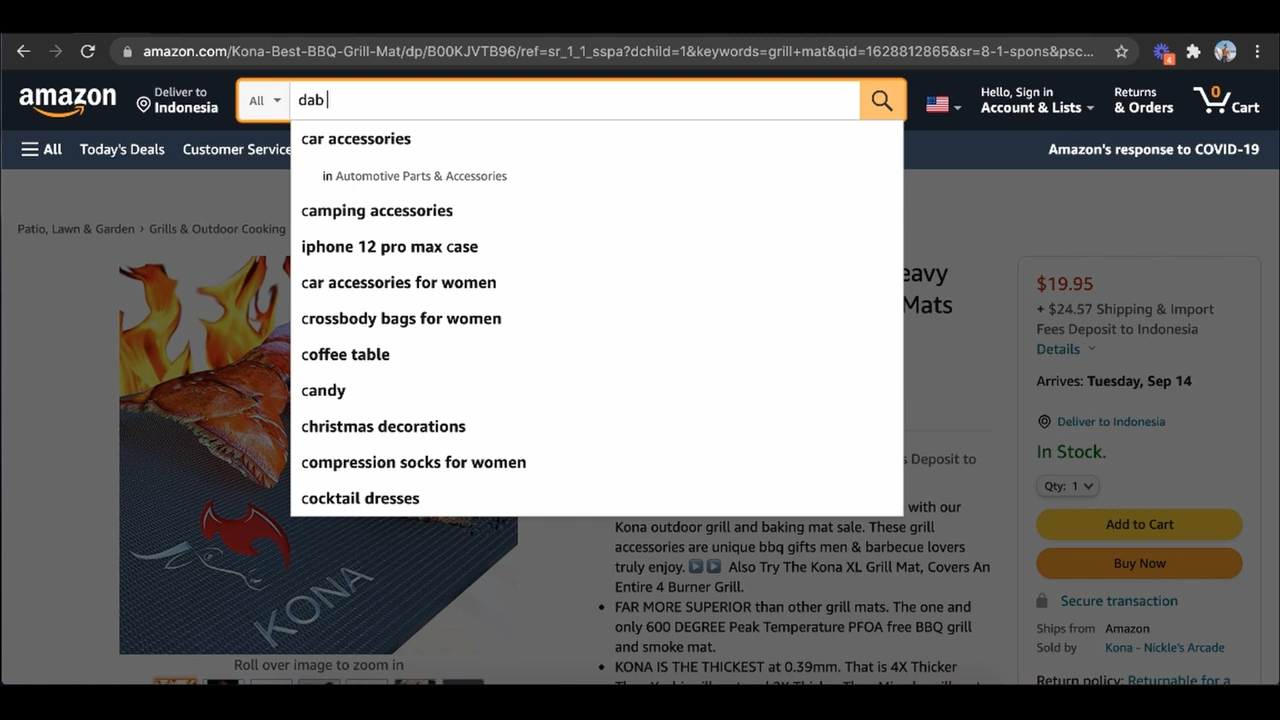 amazon.com/Kona-Best-BBQ-Grill-Mat/dp/B00KJVTB96/ref=sr_1_1_sspa?dchild=1&keywords=grill+mat&qid=1628812865&sr=8-1-spons&psc...
4
amazon
Deliver to
Indonesia
All
dab
Hello, Sign in
Account & Lists
Returns
& Orders
0
Cart
All
Today's Deals
Customer Service
Amazon's response to COVID-19
car accessories
in Automotive Parts & Accessories
camping accessories
iphone 12 pro max case
car accessories for women
crossbody bags for women
coffee table
candy
christmas decorations
compression socks for women
cocktail dresses
Patio, Lawn & Garden › Grills & Outdoor Cooking
KONA
Roll over image to zoom in
eavy
Mats
s Deposit to
with our
Kona outdoor grill and baking mat sale. These grill
accessories are unique bbq gifts men & barbecue lovers
truly enjoy. Also Try The Kona XL Grill Mat, Covers An
Entire 4 Burner Grill.
• FAR MORE SUPERIOR than other grill mats. The one and
only 600 DEGREE Peak Temperature PFOA free BBQ grill
and smoke mat.
• KONA IS THE THICKEST at 0.39mm. That is 4X Thicker
$19.95
+ $24.57 Shipping & Import
Fees Deposit to Indonesia
Details
Arrives: Tuesday, Sep 14
Deliver to Indonesia
In Stock.
Qty: 1
Add to Cart
Buy Now
Secure transaction
Ships from Amazon
Sold by Kona - Nickle's Arcade
Return policy: Returnable for a